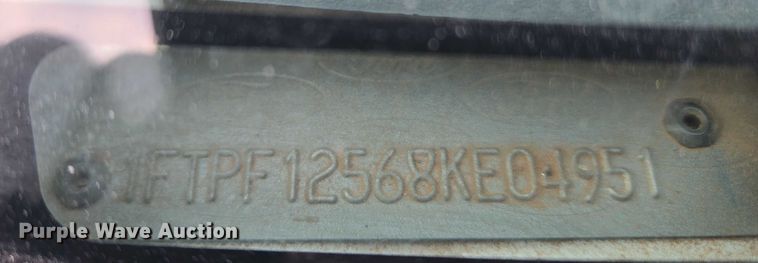 1FTPF12568KE04951
Purple Wave Auction